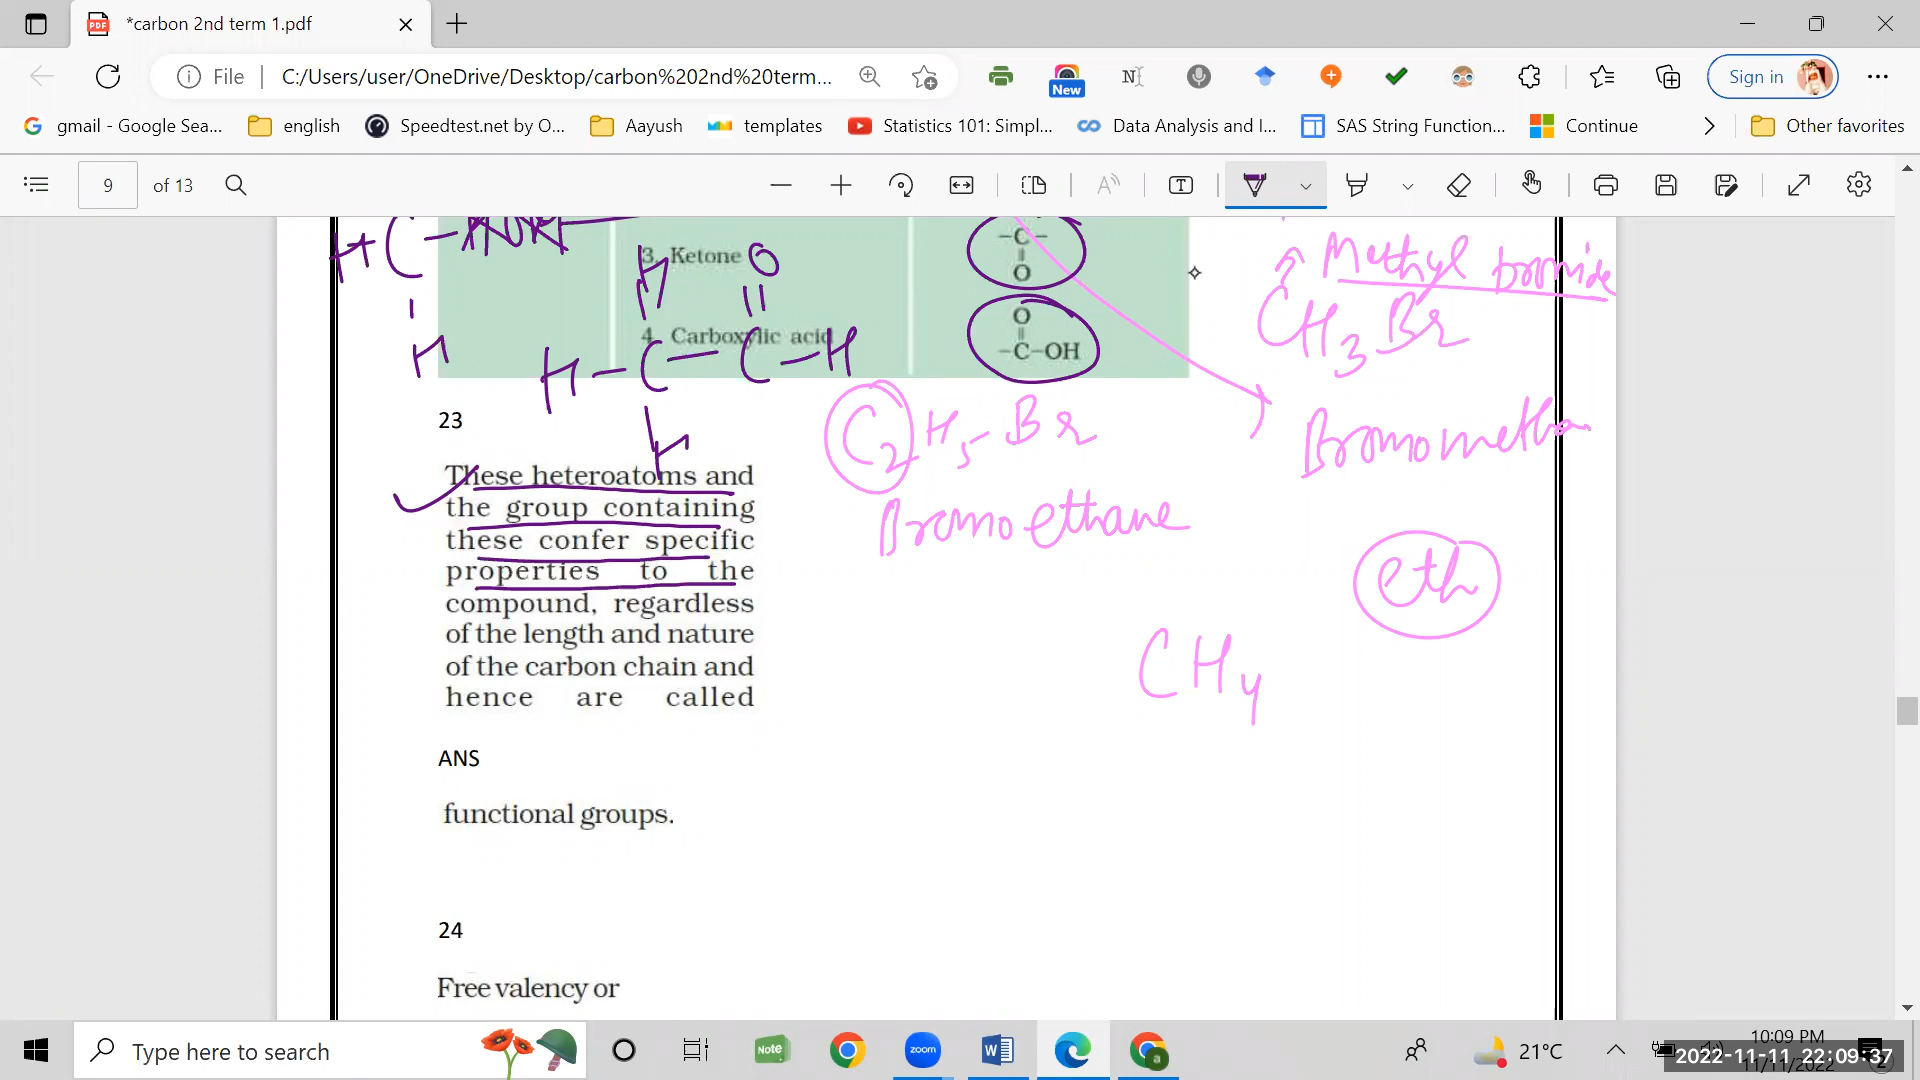 *carbon 2nd term 1.pdf
File
C:/Users/user/OneDrive/Desktop/carbon%202nd%20term...
New
Sign in
gmail - Google Sea...
english
Speedtest.net by O...
Aayush
templates
Statistics 101: Simpl...
Data Analysis and I...
SAS String Function...
Continue
Other favorites
9
of 13
3. Ketone
-C-
O
4. Carboxylic acid
O
-C-OH
H C -
H
H O
H - C - C - H
H
Methyl bromide
CH3Br
C2H5-Br
Bromoethane
eth
CH4
23
These heteroatoms and
the group containing
these confer specific
properties to the
compound, regardless
of the length and nature
of the carbon chain and
hence are called
ANS
functional groups.
24
Free valency or
Type here to search
Note
zoom
21°C
10:09 PM
2022-11-11 22:09:37